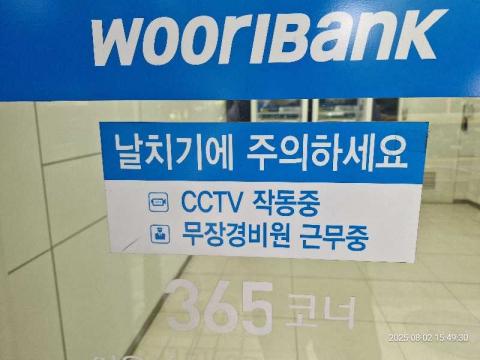 WOORIBANK
날치기에 주의하세요
CCTV 작동중
무장경비원 근무중
365 코너
2025-08-02 15:49:30